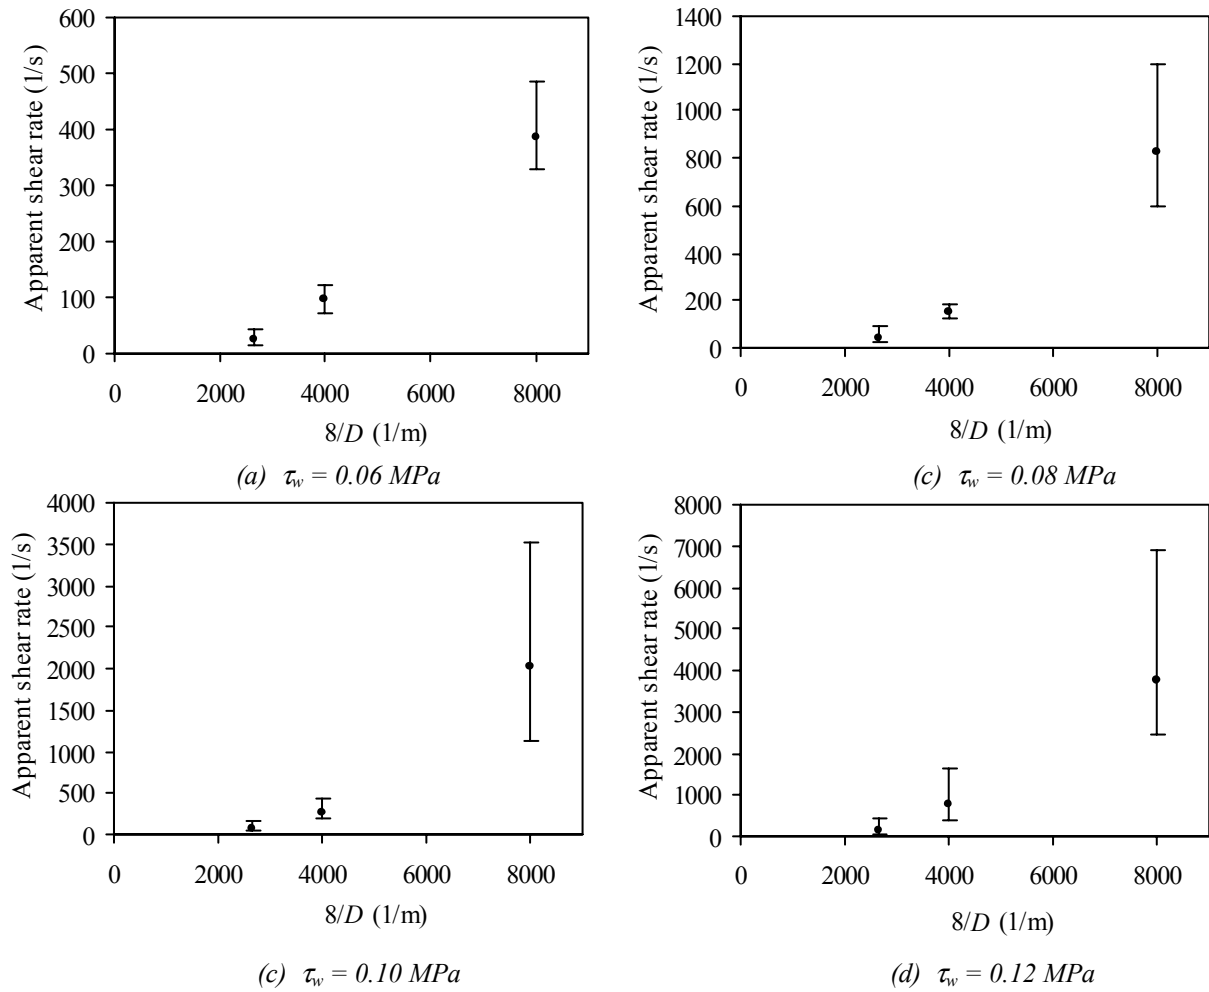 600
500
400
300
200
100
0
Apparent shear rate (1/s)
0 2000 4000 6000 8000
8/D (1/m)
(a) τw = 0.06 MPa
1400
1200
1000
800
600
400
200
0
Apparent shear rate (1/s)
0 2000 4000 6000 8000
8/D (1/m)
(c) τw = 0.08 MPa
4000
3500
3000
2500
2000
1500
1000
500
0
Apparent shear rate (1/s)
0 2000 4000 6000 8000
8/D (1/m)
(c) τw = 0.10 MPa
8000
7000
6000
5000
4000
3000
2000
1000
0
Apparent shear rate (1/s)
0 2000 4000 6000 8000
8/D (1/m)
(d) τw = 0.12 MPa